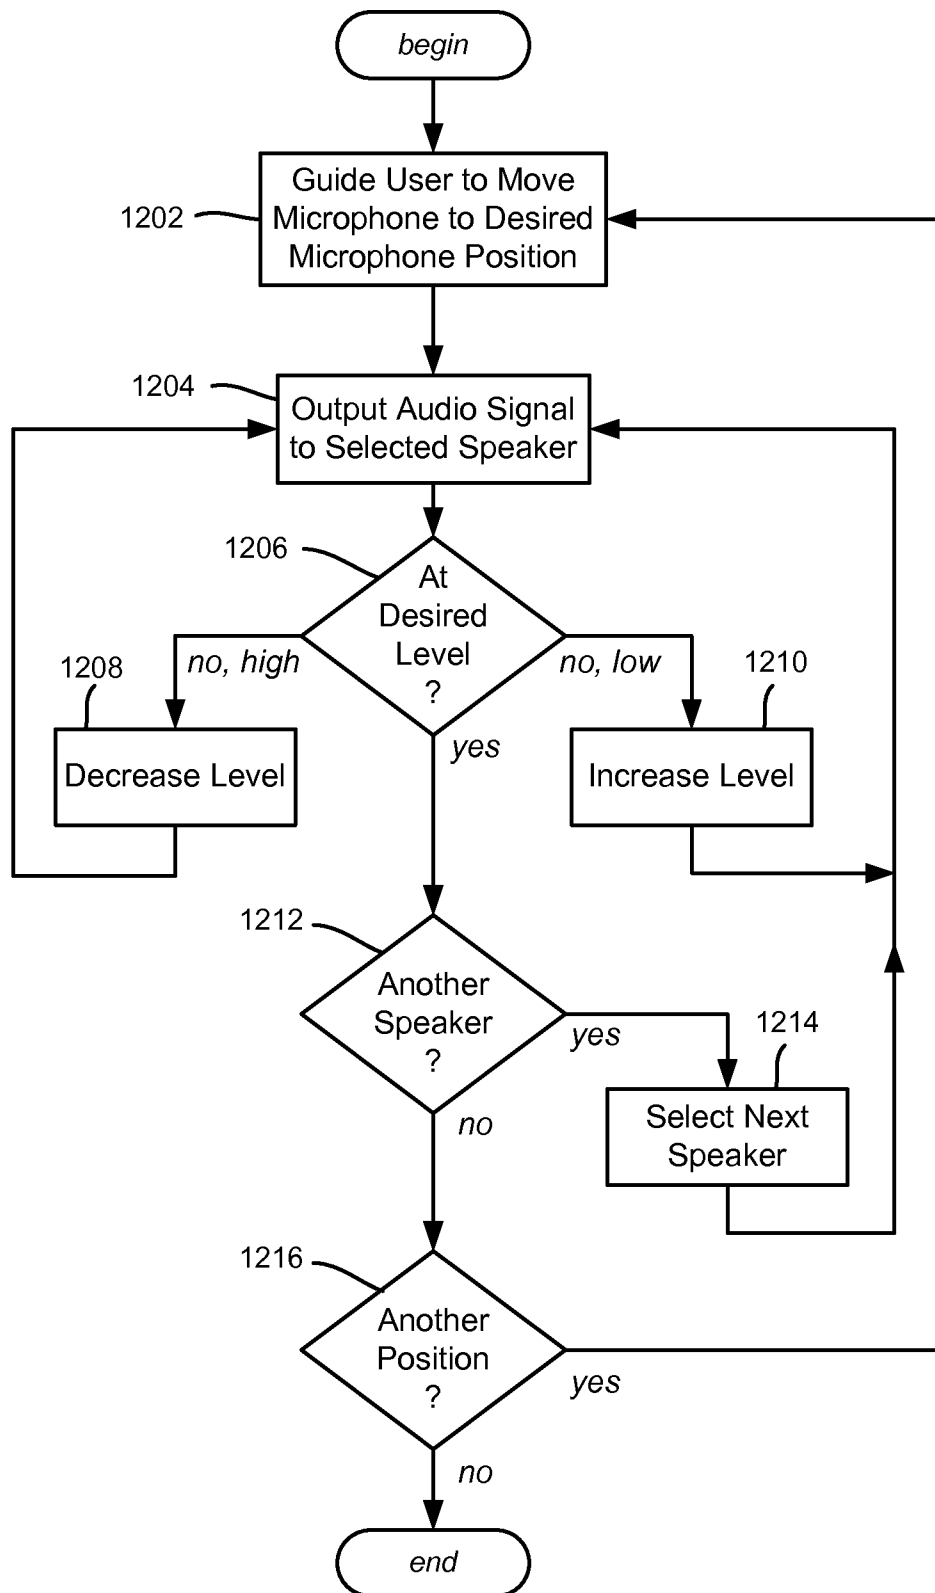 begin
Guide User to Move
Microphone to Desired
Microphone Position
1202
1204
Output Audio Signal
to Selected Speaker
1206
At
Desired
Level
?
no, high
no, low
1208
1210
yes
Decrease Level
Increase Level
1212
Another
Speaker
?
yes
1214
no
Select Next
Speaker
1216
Another
Position
?
yes
no
end